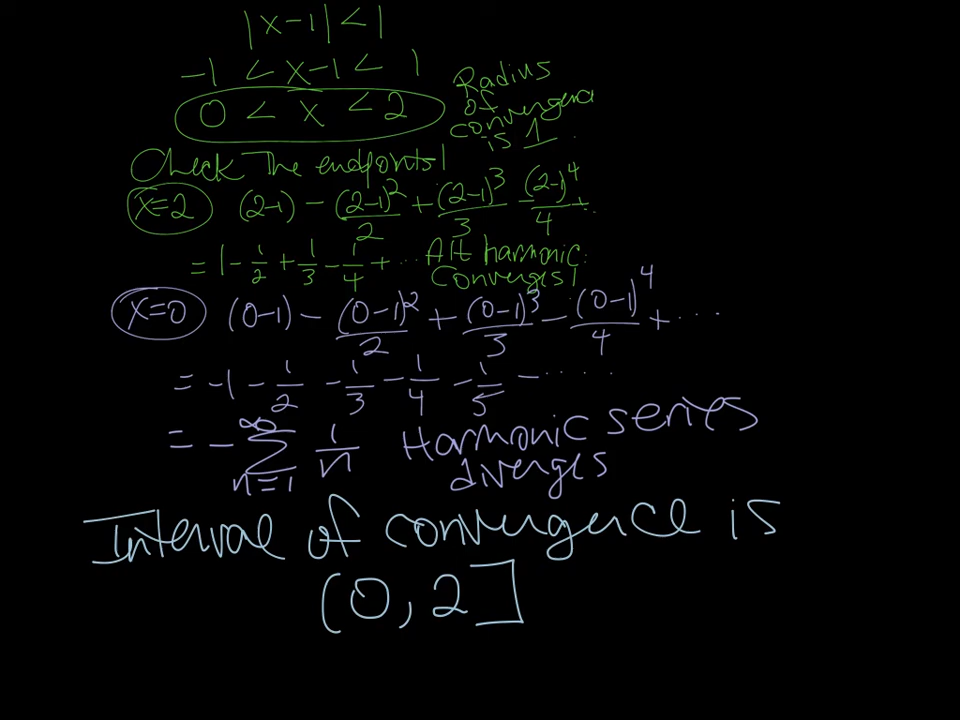 |x-1| < 1
-1 < x-1 < 1
0 < x < 2
Radius
of
convergence
is 1
Check The endpoints!
x=2 (2-1) - (2-1)²/2 + (2-1)³/3 - (2-1)⁴/4 + ..
= 1 - 1/2 + 1/3 - 1/4 + ... Alt harmonic
Converges!
x=0 (0-1) - (0-1)²/2 + (0-1)³/3 - (0-1)⁴/4 + ....
= -1 - 1/2 - 1/3 - 1/4 - 1/5 - .....
= - ∞∑n=1 1/n Harmonic series
diverges
Interval of convergence is
(0, 2]